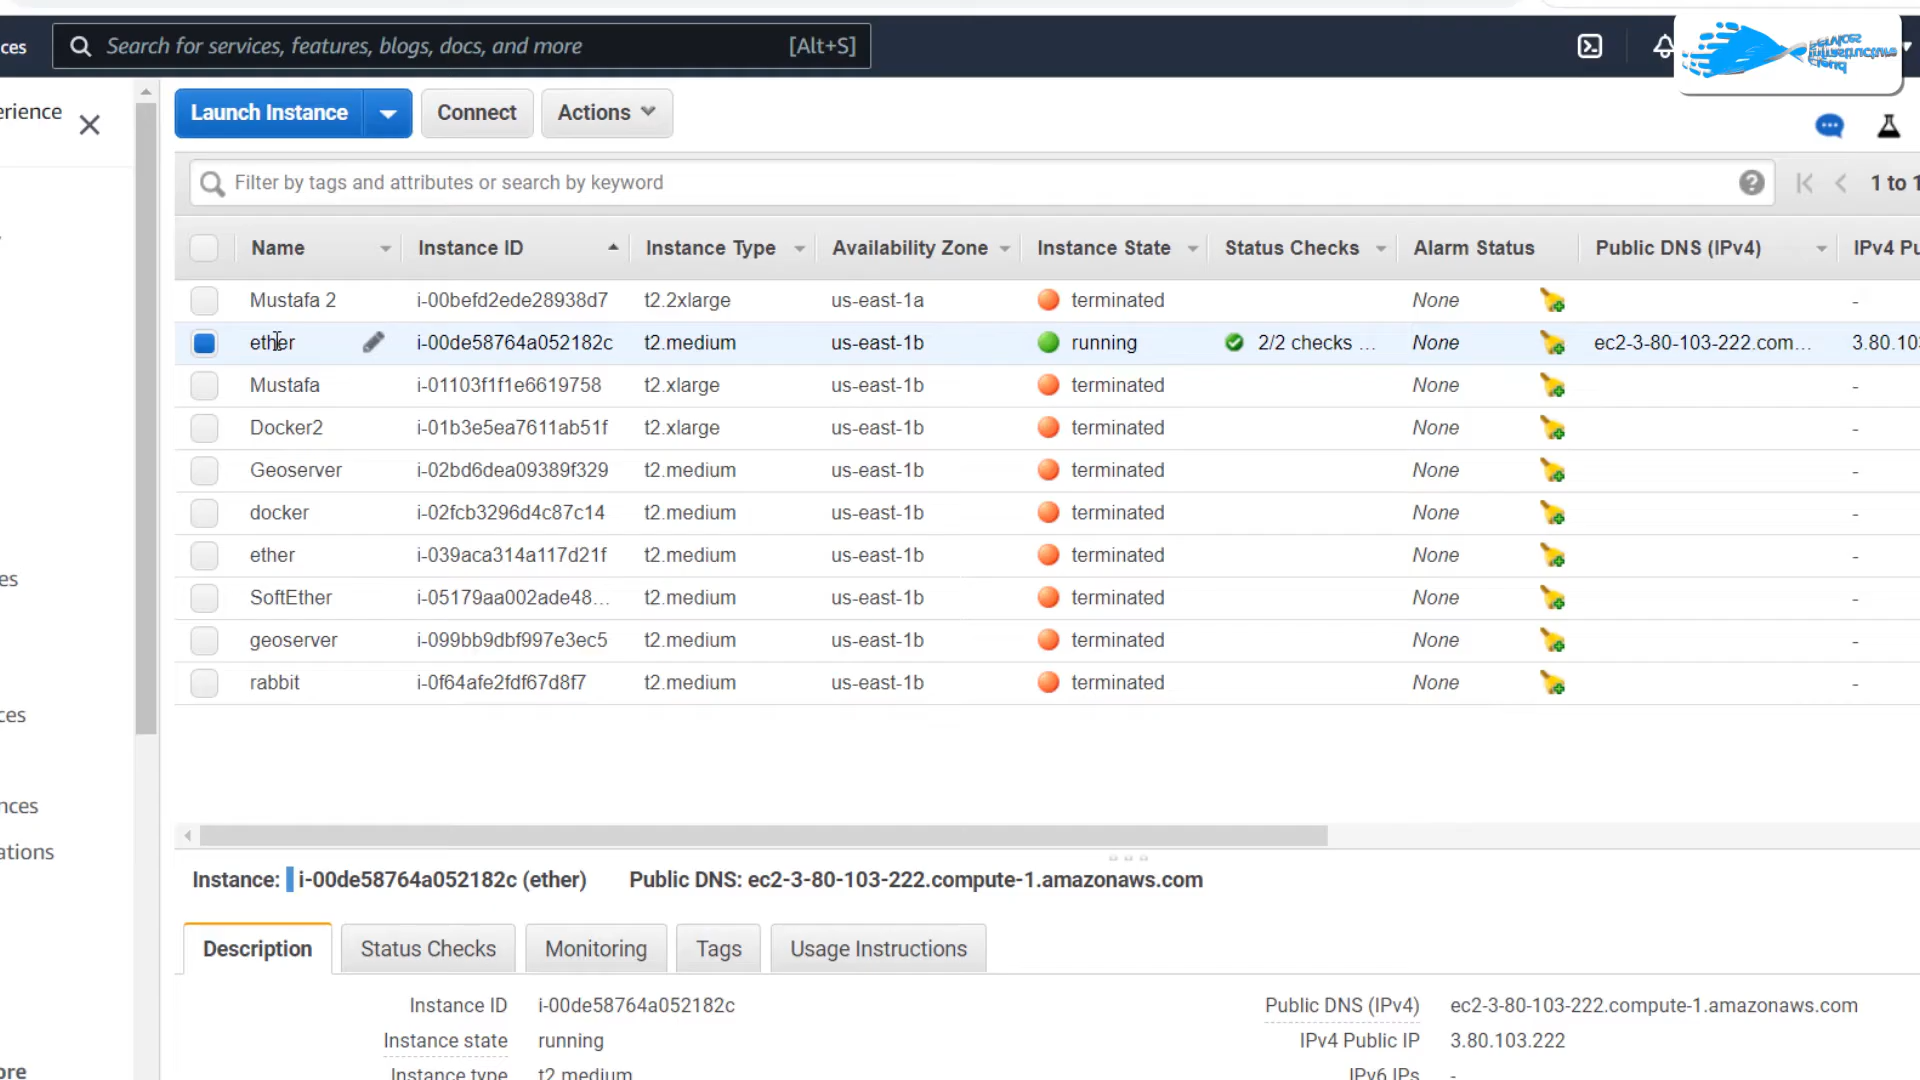 ces Search for services, features, blogs, docs, and more [Alt+S]
erience
Launch Instance Connect Actions
Filter by tags and attributes or search by keyword 1 to 1
Name Instance ID Instance Type Availability Zone Instance State Status Checks Alarm Status Public DNS (IPv4) IPv4 Pu
Mustafa 2 i-00befd2ede28938d7 t2.2xlarge us-east-1a terminated None -
ether i-00de58764a052182c t2.medium us-east-1b running 2/2 checks ... None ec2-3-80-103-222.com... 3.80.103
Mustafa i-01103f1f1e6619758 t2.xlarge us-east-1b terminated None -
Docker2 i-01b3e5ea7611ab51f t2.xlarge us-east-1b terminated None -
Geoserver i-02bd6dea09389f329 t2.medium us-east-1b terminated None -
docker i-02fcb3296d4c87c14 t2.medium us-east-1b terminated None -
ether i-039aca314a117d21f t2.medium us-east-1b terminated None -
SoftEther i-05179aa002ade48... t2.medium us-east-1b terminated None -
geoserver i-099bb9dbf997e3ec5 t2.medium us-east-1b terminated None -
rabbit i-0f64afe2fdf67d8f7 t2.medium us-east-1b terminated None -
es
ces
nces
ations
ore
Instance: i-00de58764a052182c (ether) Public DNS: ec2-3-80-103-222.compute-1.amazonaws.com
Description Status Checks Monitoring Tags Usage Instructions
Instance ID i-00de58764a052182c Public DNS (IPv4) ec2-3-80-103-222.compute-1.amazonaws.com
Instance state running IPv4 Public IP 3.80.103.222
Instance type t2.medium IPv6 IPs -